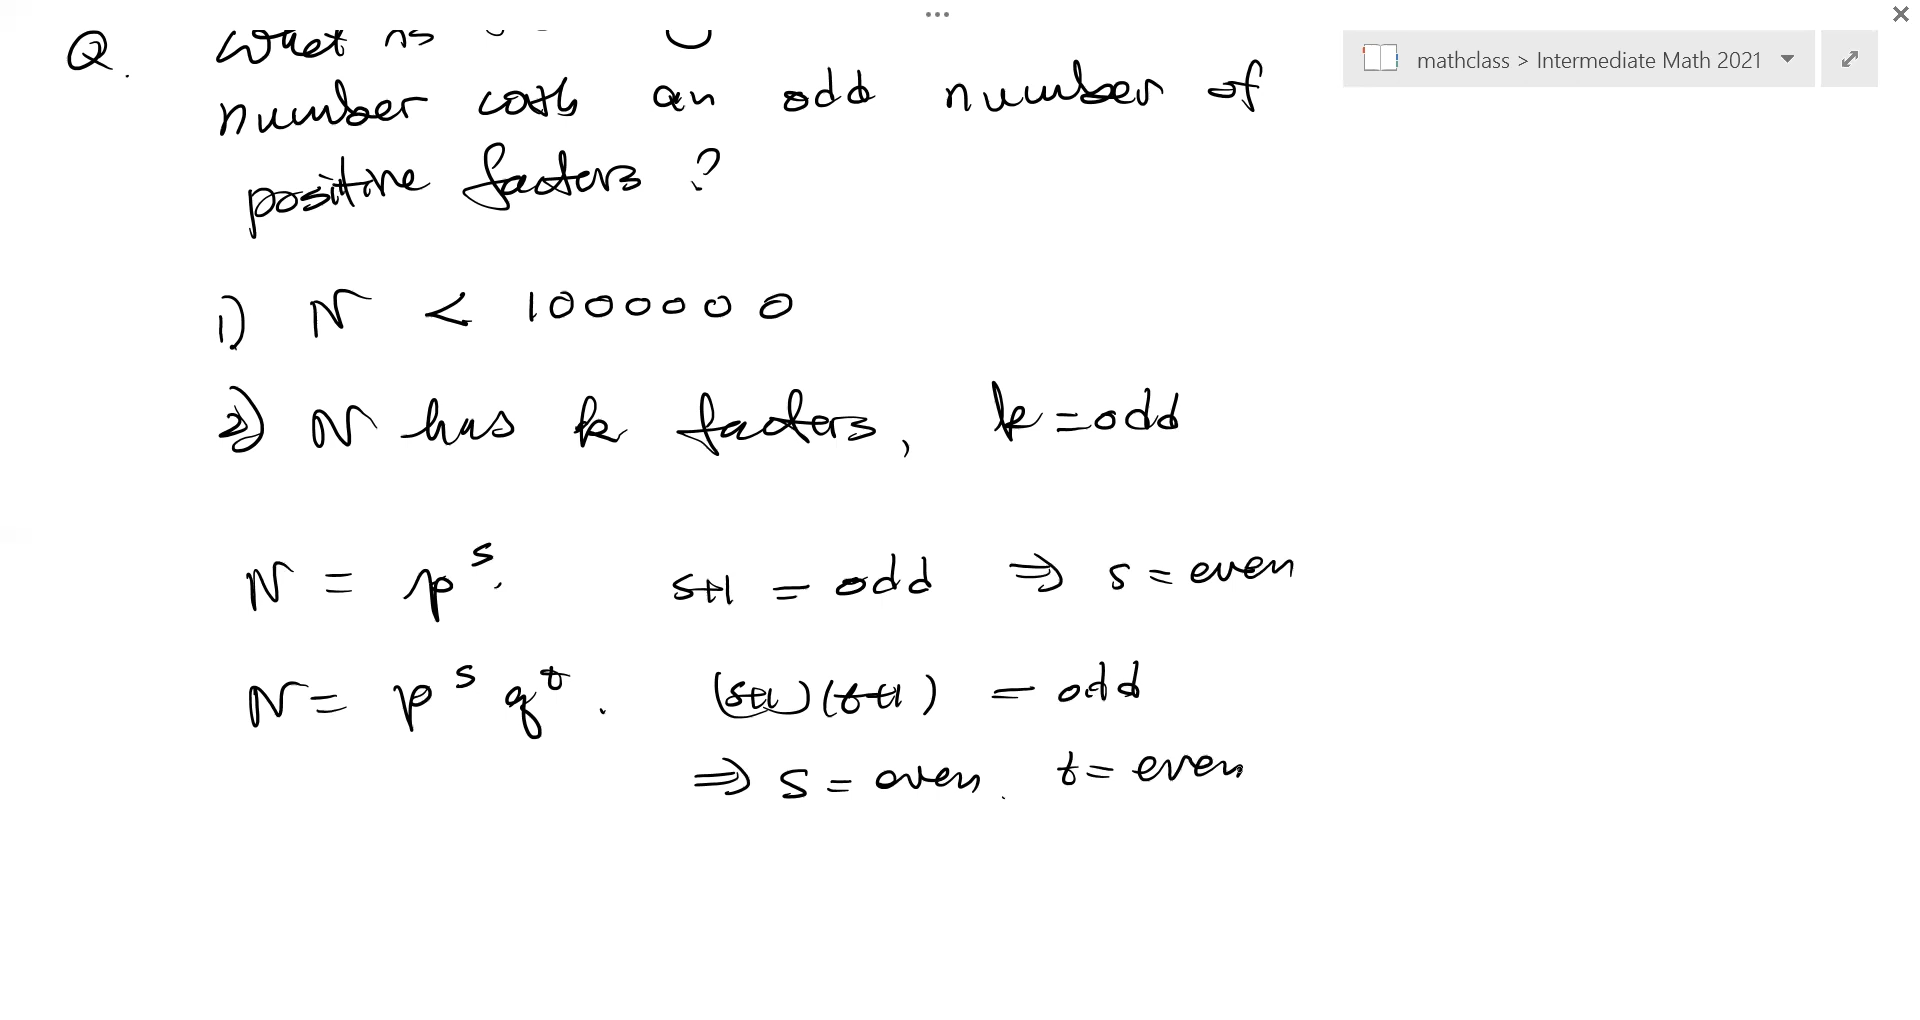 mathclass > Intermediate Math 2021
Q. What is
number with an odd number of
positive factors ?
1) N < 1000000
2) N has k factors, k = odd
N = p^s. s+1 = odd ⇒ s = even
N = p^s q^t. (s+1)(t+1) = odd
⇒ s = even. t = even